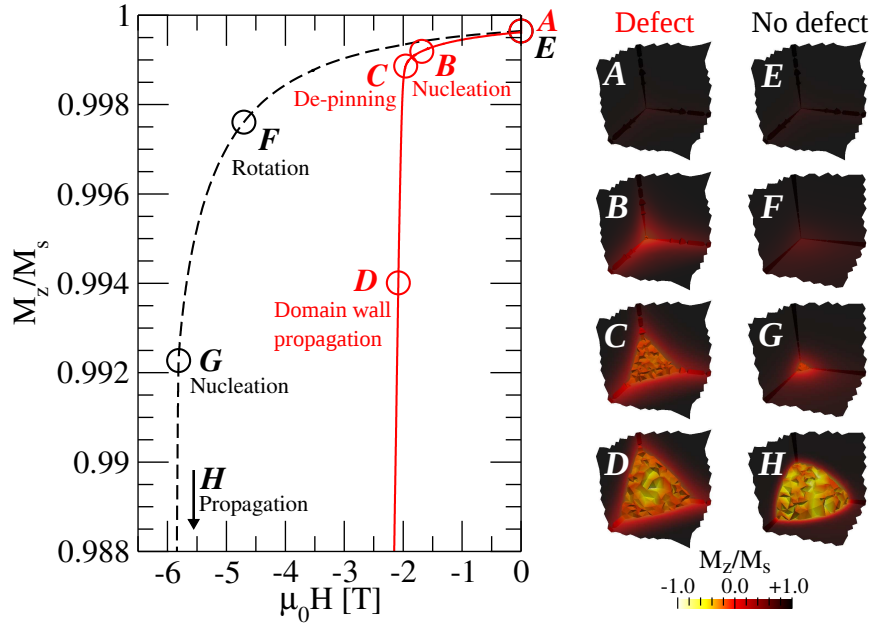 Defect
No defect
1
0.998
0.996
0.994
0.992
0.99
0.988
M_z/M_s
-6
-5
-4
-3
-2
-1
0
μ₀H [T]
A
E
B
Nucleation
C
De-pinning
F
Rotation
D
Domain wall
propagation
G
Nucleation
H
Propagation
A
E
B
F
C
G
D
H
M_Z/M_S
-1.0
0.0
+1.0